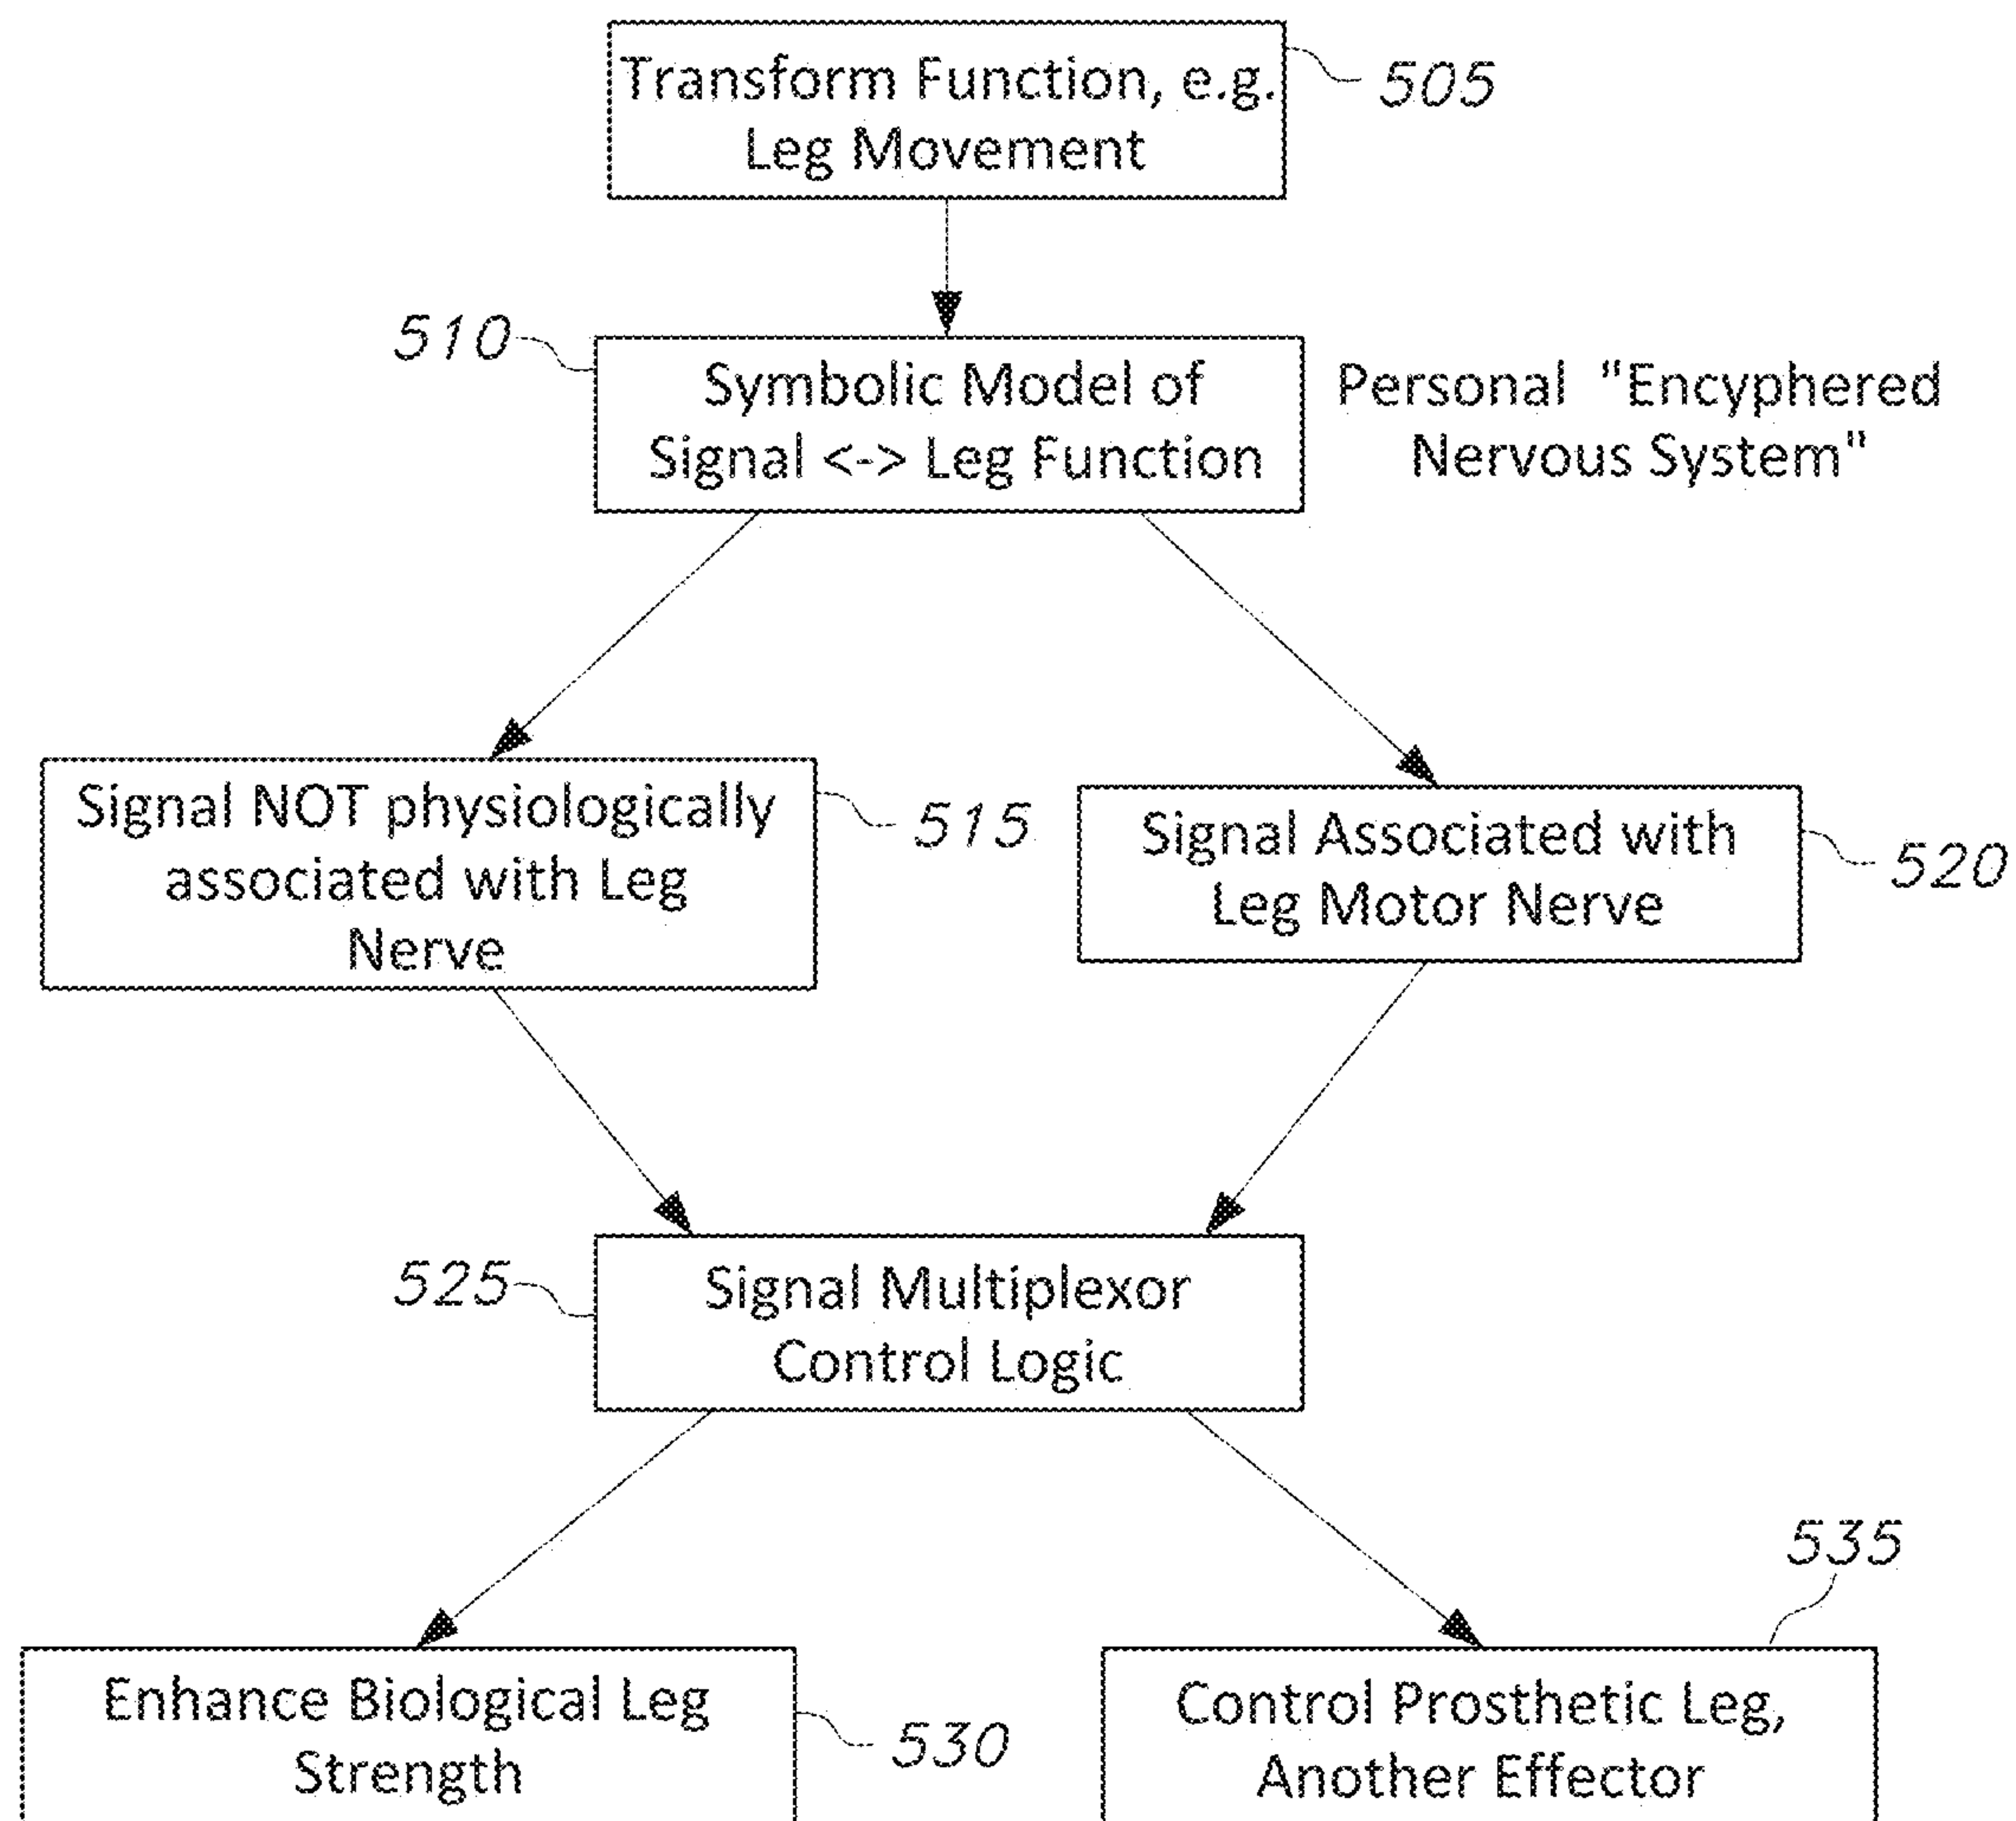 Transform Function, e.g.
Leg Movement
505
510
Symbolic Model of
Signal <-> Leg Function
Personal "Encyphered
Nervous System"
Signal NOT physiologically
associated with Leg
Nerve
515
Signal Associated with
Leg Motor Nerve
520
525
Signal Multiplexor
Control Logic
535
Enhance Biological Leg
Strength
530
Control Prosthetic Leg,
Another Effector